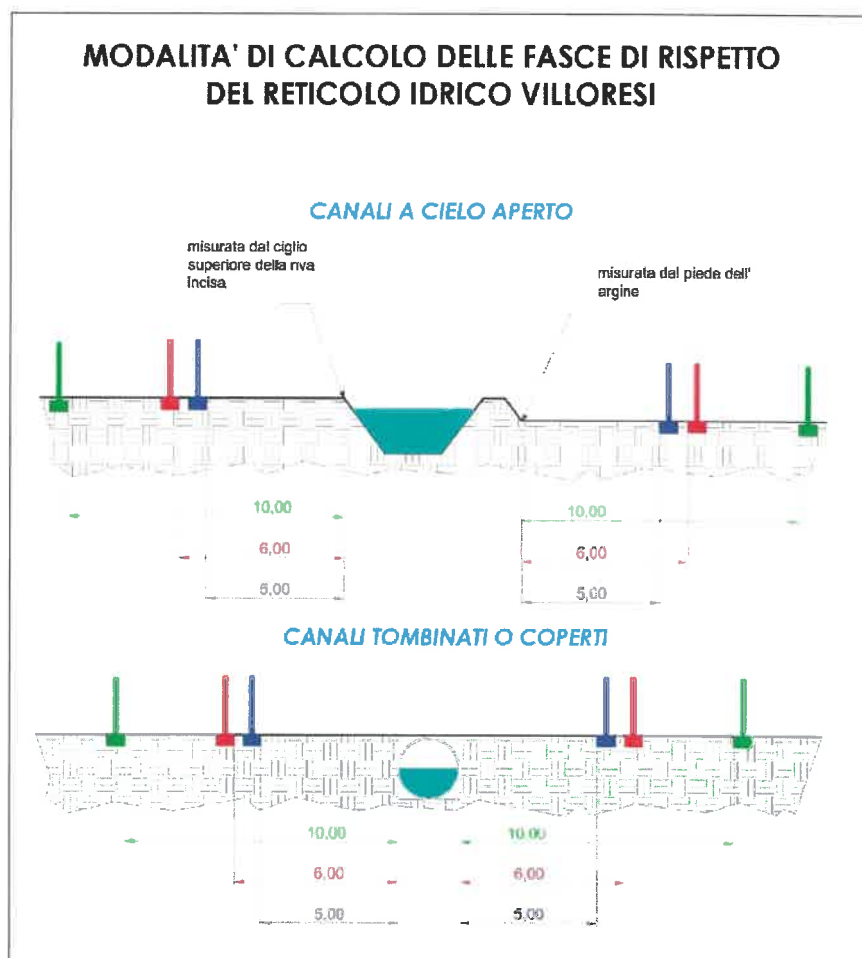 MODALITA' DI CALCOLO DELLE FASCE DI RISPETTO
DEL RETICOLO IDRICO VILLORESI
CANALI A CIELO APERTO
misurata dal ciglio
superiore della riva
incisa
misurata dal piede dell'
argine
10,00
10,00
6,00
6,00
5,00
5,00
CANALI TOMBINATI O COPERTI
10,00
10,00
6,00
6,00
5,00
5,00